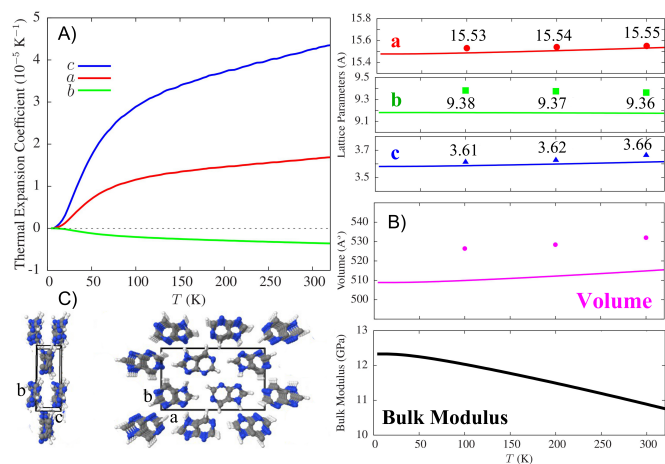 A)
Thermal Expansion Coefficient (10⁻⁵ K⁻¹)
5
4
3
2
1
0
-1
c
a
b
0 50 100 150 200 250 300
T (K)
C)
b
c
b
a
Lattice Parameters (A)
15.6
15.5
15.4
15.53 15.54 15.55
a
9.5
9.3
9.1
b
9.38 9.37 9.36
3.7
3.5
c
3.61 3.62 3.66
B)
Volume (A³)
540
530
520
510
500
Volume
Bulk Modulus (GPa)
13
12
11
10
Bulk Modulus
0 50 100 150 200 250 300
T (K)